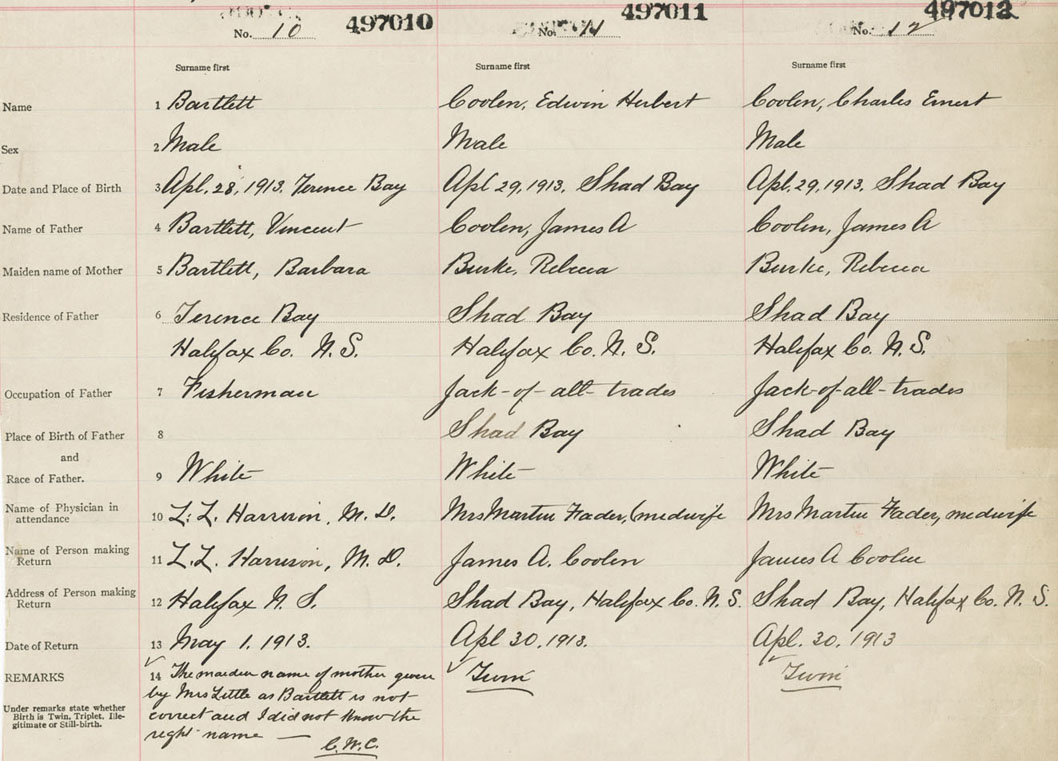 497010 497011 497012
No. 10 No. 11 No. 12
Surname first Surname first Surname first
Name 1 Bartlett Coolen, Edwin Herbert Coolen, Charles Ernest
Sex 2 Male Male Male
Date and Place of Birth 3 Apl. 28, 1913. Terence Bay Apl 29, 1913. Shad Bay Apl. 29, 1913. Shad Bay
Name of Father 4 Bartlett, Vincent Coolen, James A Coolen, James A
Maiden name of Mother 5 Bartlett, Barbara Burke, Rebecca Burke, Rebecca
Residence of Father 6 Terence Bay Shad Bay Shad Bay
Halifax Co. N. S. Halifax Co. N. S. Halifax Co. N. S.
Occupation of Father 7 Fisherman Jack-of-all-trades Jack-of-all-trades
Place of Birth of Father 8 Shad Bay Shad Bay
and
Race of Father. 9 White White White
Name of Physician in
attendance 10 L. L. Harrison, M. D. Mrs Martin Fader, (midwife Mrs Martin Fader, midwife
Name of Person making
Return 11 L. L. Harrison, M. D. James A. Coolen James A Coolen
Address of Person making
Return 12 Halifax N. S. Shad Bay, Halifax Co. N. S. Shad Bay, Halifax Co. N. S.
Date of Return 13 May 1. 1913. Apl 30. 1913. Apl. 30. 1913
REMARKS 14 The maiden name of mother given Twin Twin
Under remarks state whether
Birth is Twin, Triplet, Ille-
gitimate or Still-birth.
by Mrs Little as Bartlett is not
correct and I did not know the
right name —
C.W.C.